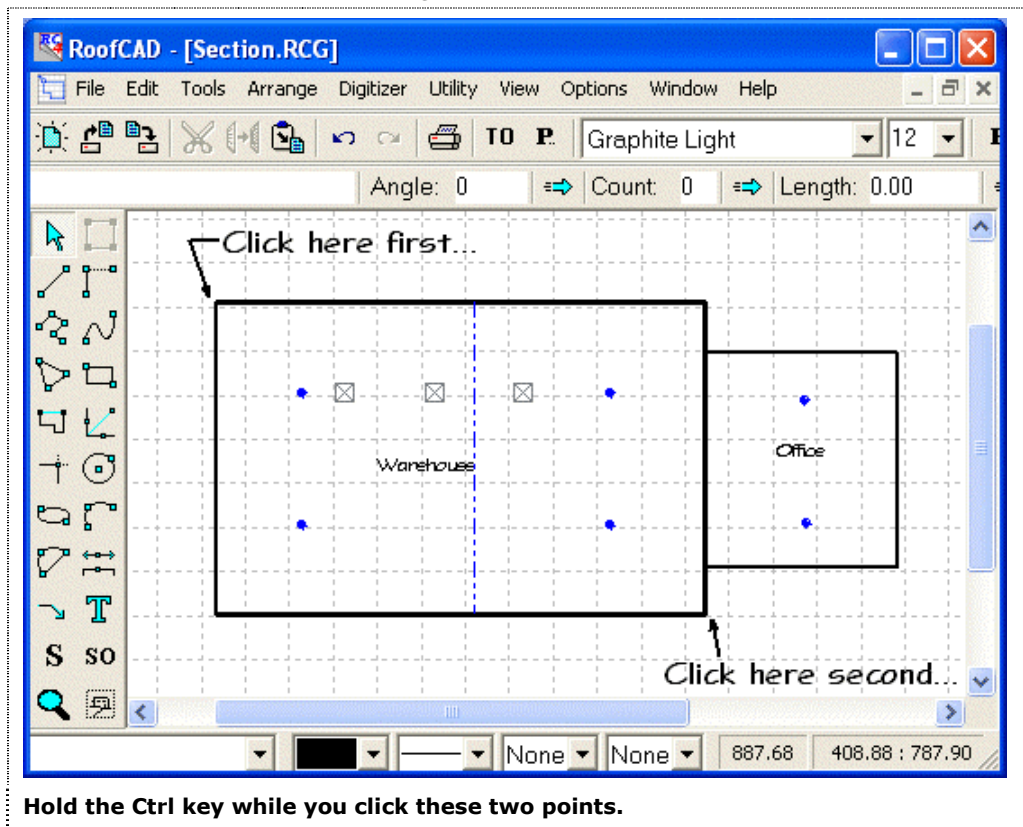 RoofCAD - [Section.RCG]
File Edit Tools Arrange Digitizer Utility View Options Window Help
TO P. Graphite Light 12
Angle: 0 Count: 0 Length: 0.00
Click here first...
Office
Warehouse
Click here second...
S SO
None None 887.68 408.88 : 787.90
Hold the Ctrl key while you click these two points.